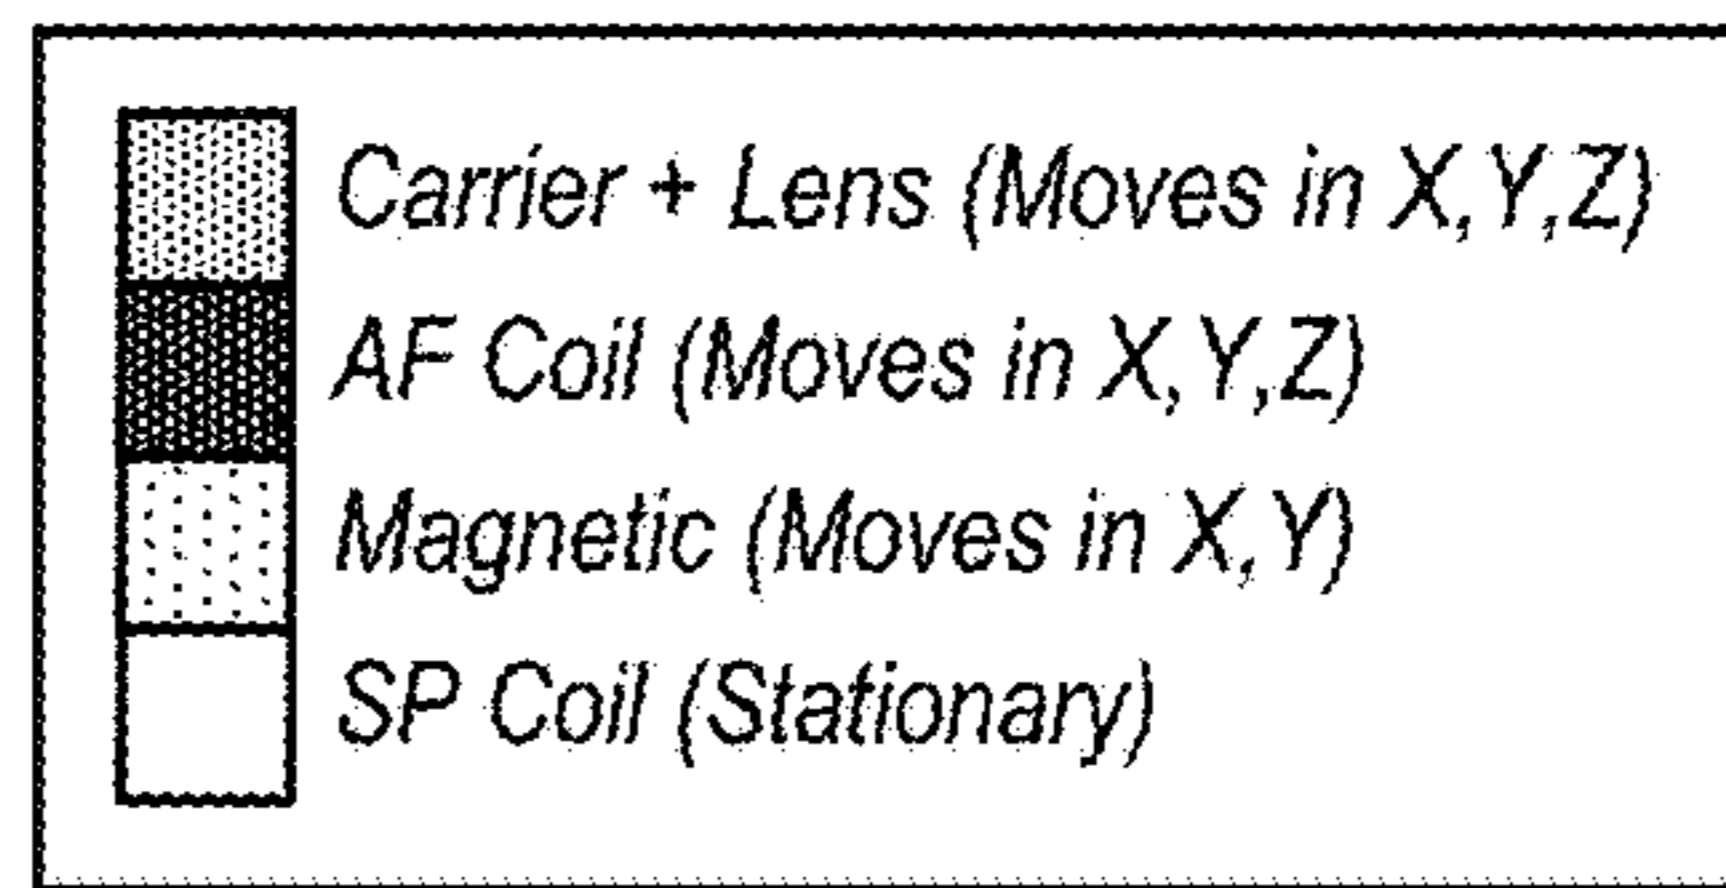 Carrier + Lens (Moves in X,Y,Z)
AF Coil (Moves in X,Y,Z)
Magnetic (Moves in X,Y)
SP Coil (Stationary)